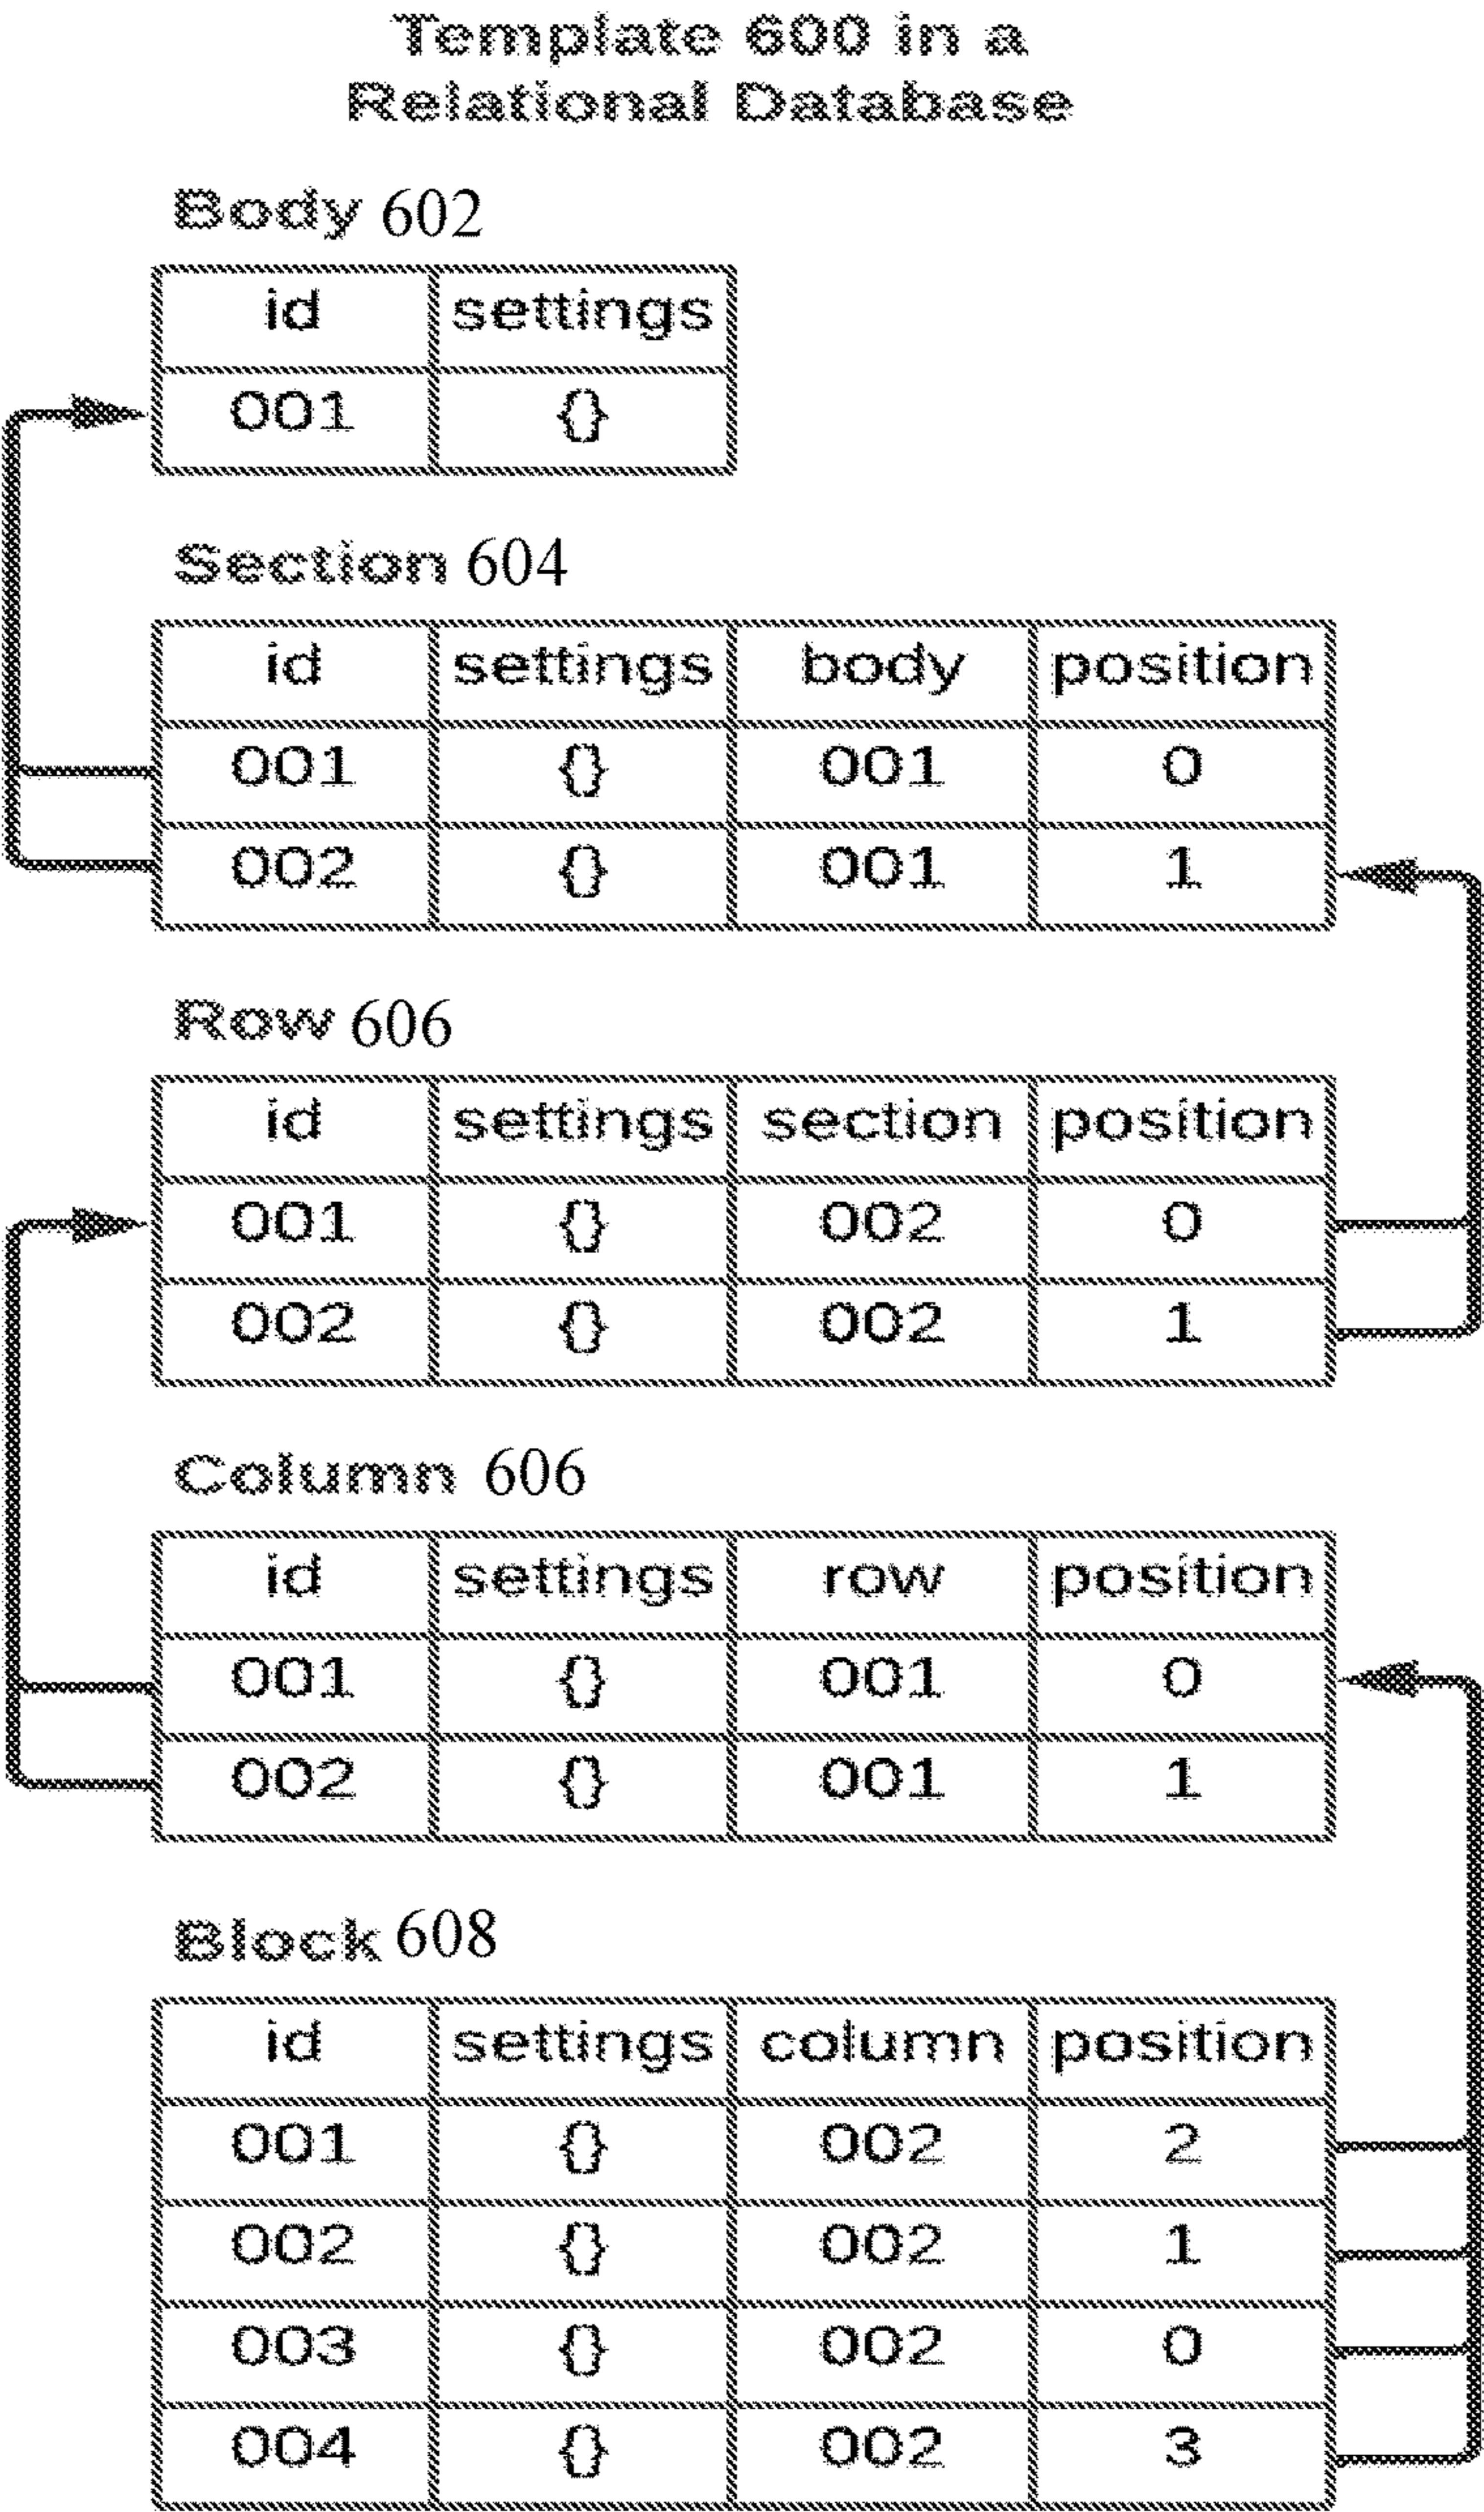 Template 600 in a
Relational Database
Body 602
id settings
001 {}
Section 604
id settings body position
001 {} 001 0
002 {} 001 1
Row 606
id settings section position
001 {} 002 0
002 {} 002 1
Column 606
id settings row position
001 {} 001 0
002 {} 001 1
Block 608
id settings column position
001 {} 002 2
002 {} 002 1
003 {} 002 0
004 {} 002 3